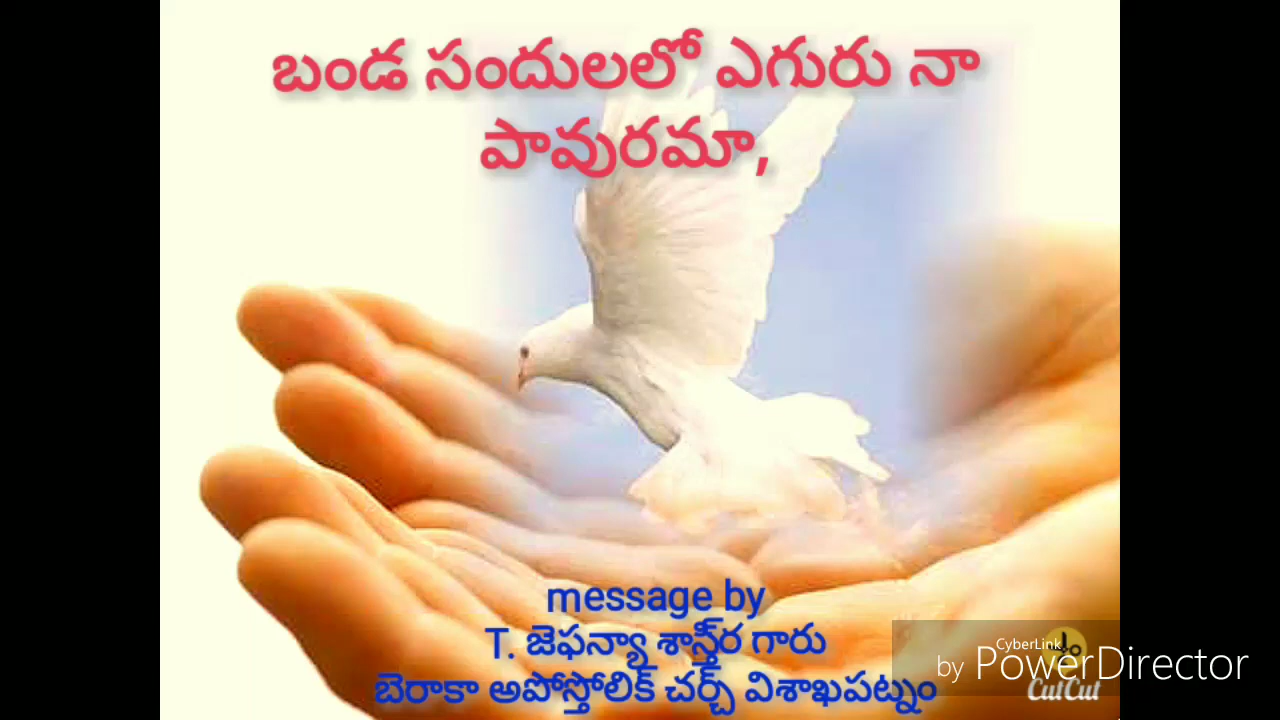 బండ సందులలో ఎగురు నా
పావురమా,
message by
T. జెఫన్యా శాస్త్రి గారు
బెరాకా అపోస్తోలిక్ చర్చ్ విశాఖపట్నం
CyberLink
by PowerDirector
CutCut